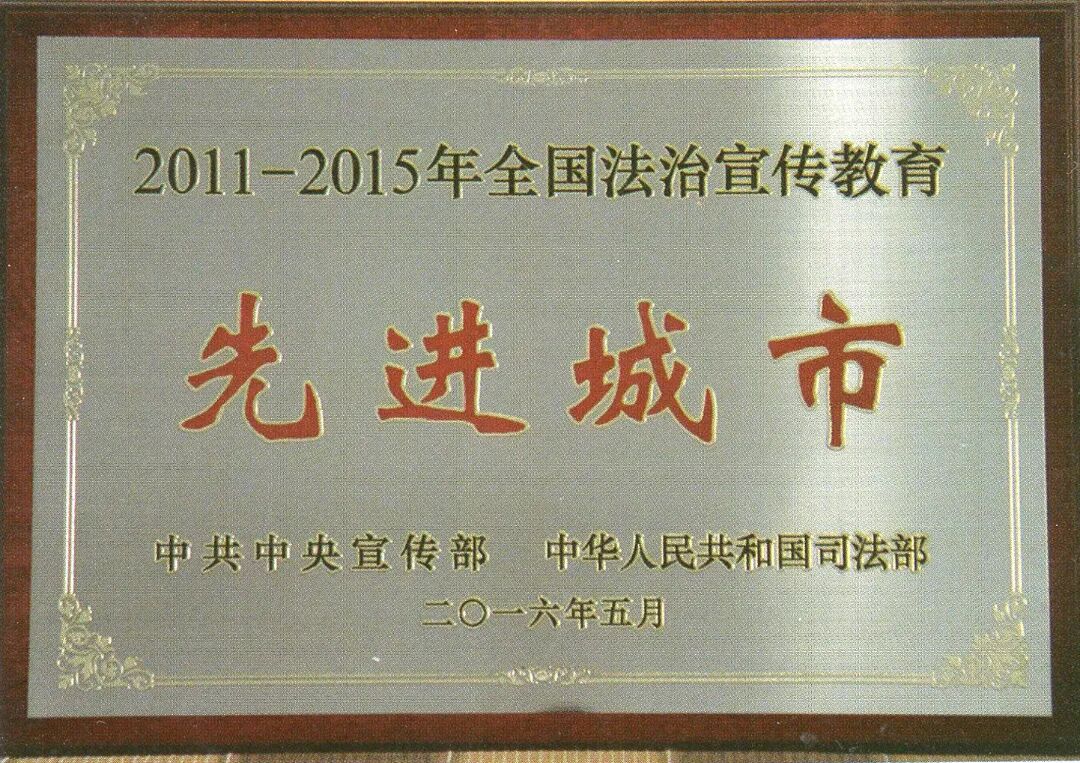 2011-2015年全国法治宣传教育
先进城市
中共中央宣传部 中华人民共和国司法部
二〇一六年五月